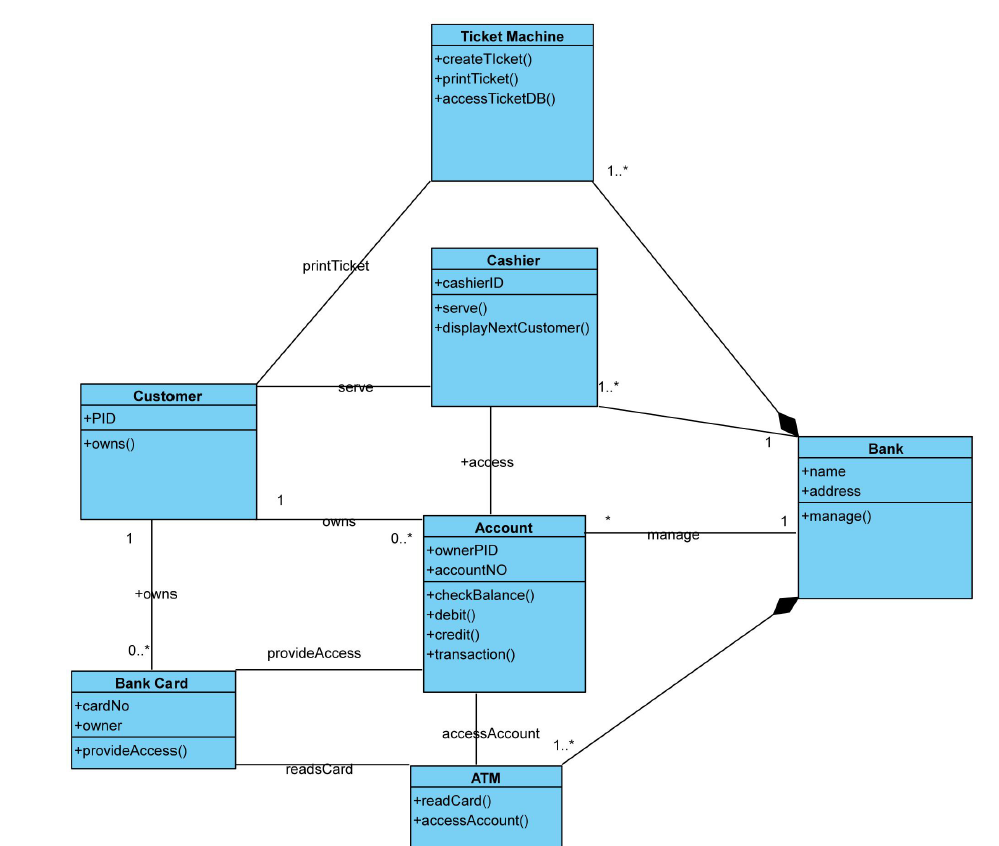 Ticket Machine
+createTIcket()
+printTicket()
+accessTicketDB()
1..*
printTicket
Cashier
+cashierID
+serve()
+displayNextCustomer()
1..*
serve
Customer
+PID
+owns()
+access
1
Bank
+name
+address
+manage()
1
owns
0..*
Account
+ownerPID
+accountNO
+checkBalance()
+debit()
+credit()
+transaction()
*
manage
1
1
+owns
0..*
provideAccess
Bank Card
+cardNo
+owner
+provideAccess()
accessAccount
1..*
readsCard
ATM
+readCard()
+accessAccount()